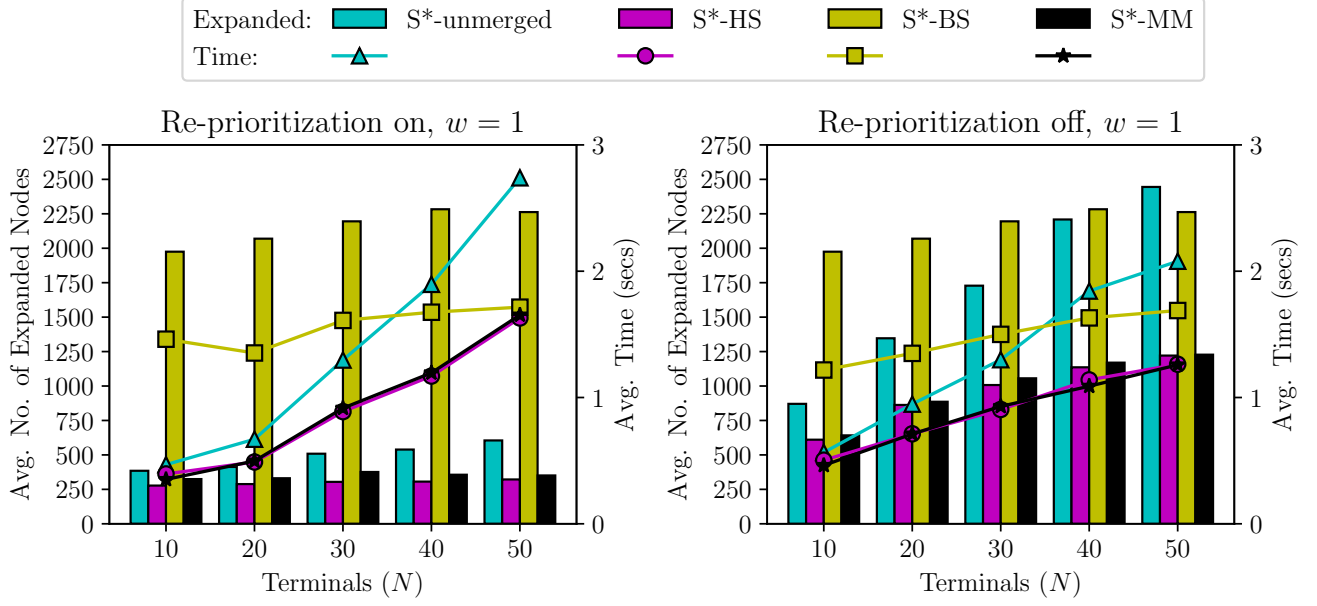 Expanded: S*-unmerged S*-HS S*-BS S*-MM
Time:
Re-prioritization on, w = 1
Avg. No. of Expanded Nodes
2750
2500
2250
2000
1750
1500
1250
1000
750
500
250
0
10 20 30 40 50
Terminals (N)
3
2
1
0
Avg. Time (secs)
Re-prioritization off, w = 1
Avg. No. of Expanded Nodes
2750
2500
2250
2000
1750
1500
1250
1000
750
500
250
0
10 20 30 40 50
Terminals (N)
3
2
1
0
Avg. Time (secs)